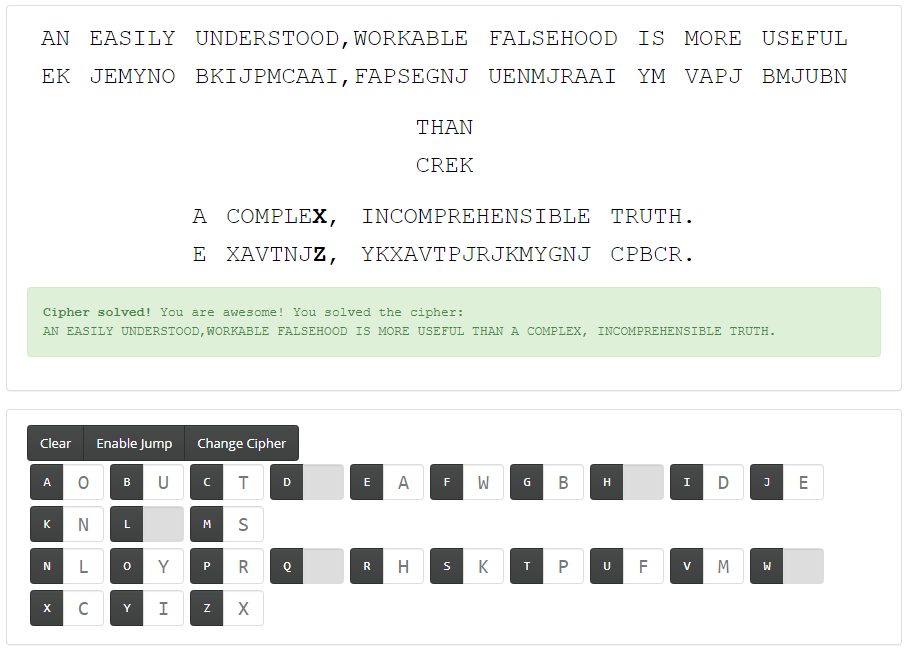 AN EASILY UNDERSTOOD,WORKABLE FALSEHOOD IS MORE USEFUL
EK JEMYNO BKIJPMCAAI,FAPSEGNJ UENMJRAAI YM VAPJ BMJUBN
THAN
CREK
A COMPLEX, INCOMPREHENSIBLE TRUTH.
E XAVTNJZ, YKXAVTPJRJKMYGNJ CPBCR.
Cipher solved! You are awesome! You solved the cipher:
AN EASILY UNDERSTOOD,WORKABLE FALSEHOOD IS MORE USEFUL THAN A COMPLEX, INCOMPREHENSIBLE TRUTH.
Clear Enable Jump Change Cipher
A O B U C T D E A F W G B H I D J E
K N L M S
N L O Y P R Q R H S K T P U F V M W
X C Y I Z X